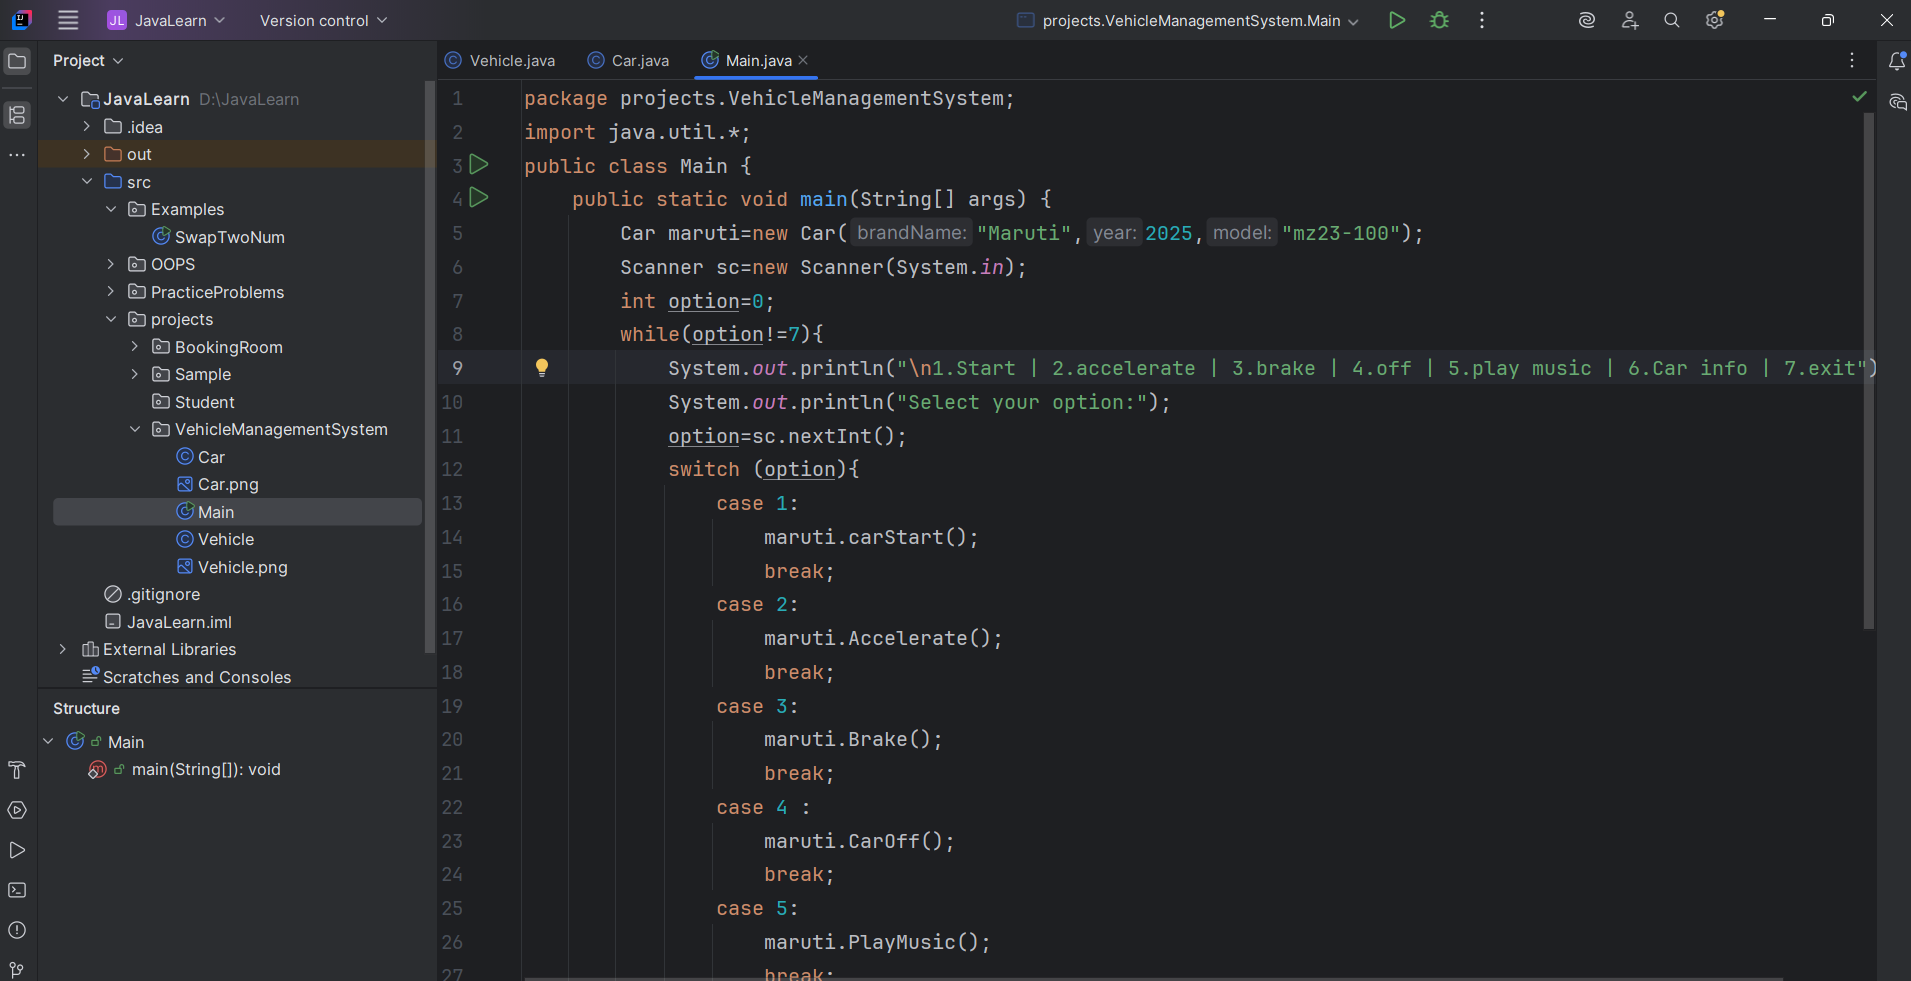 JL JavaLearn Version control projects.VehicleManagementSystem.Main
Project
JavaLearn D:\JavaLearn
.idea
out
src
Examples
SwapTwoNum
OOPS
PracticeProblems
projects
BookingRoom
Sample
Student
VehicleManagementSystem
Car
Car.png
Main
Vehicle
Vehicle.png
.gitignore
JavaLearn.iml
External Libraries
Scratches and Consoles
Structure
Main
main(String[]): void
Vehicle.java Car.java Main.java
1 package projects.VehicleManagementSystem;
2 import java.util.*;
3 public class Main {
4 public static void main(String[] args) {
5 Car maruti=new Car( brandName: "Maruti", year: 2025, model: "mz23-100");
6 Scanner sc=new Scanner(System.in);
7 int option=0;
8 while(option!=7){
9 System.out.println("\n1.Start | 2.accelerate | 3.brake | 4.off | 5.play music | 6.Car info | 7.exit")
10 System.out.println("Select your option:");
11 option=sc.nextInt();
12 switch (option){
13 case 1:
14 maruti.carStart();
15 break;
16 case 2:
17 maruti.Accelerate();
18 break;
19 case 3:
20 maruti.Brake();
21 break;
22 case 4 :
23 maruti.CarOff();
24 break;
25 case 5:
26 maruti.PlayMusic();
27 break;